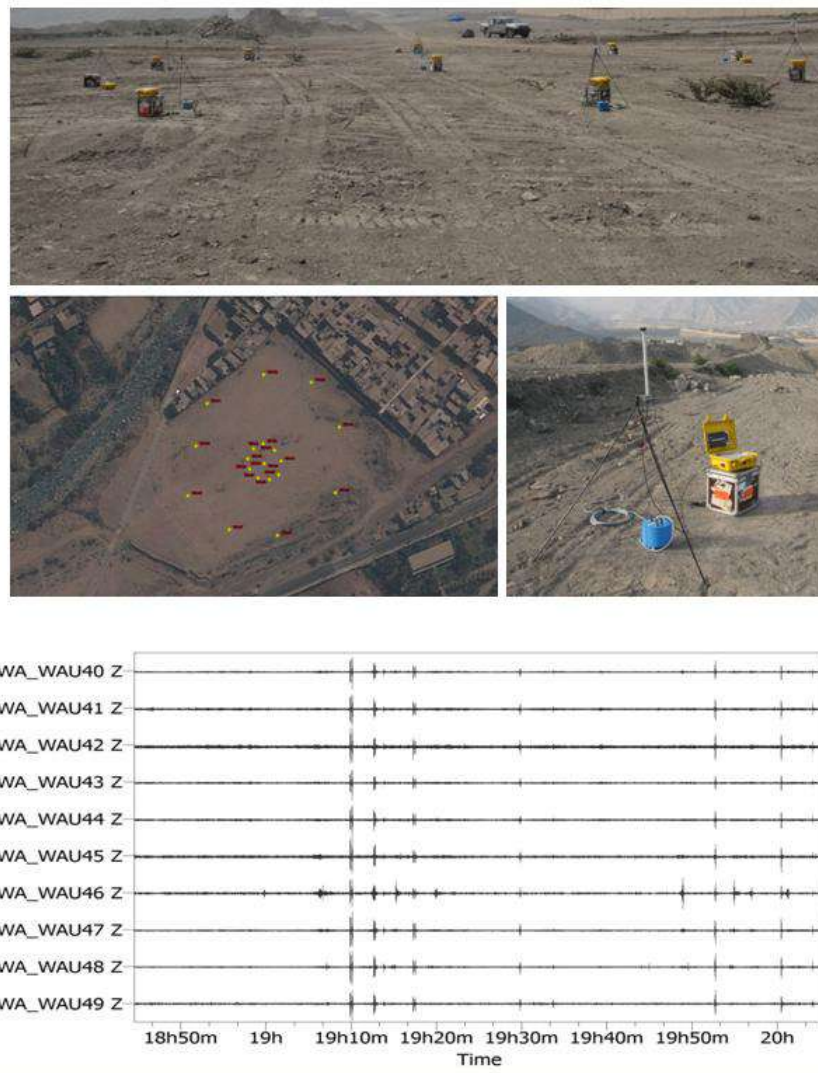 WA_WAU40 Z
WA_WAU41 Z
WA_WAU42 Z
WA_WAU43 Z
WA_WAU44 Z
WA_WAU45 Z
WA_WAU46 Z
WA_WAU47 Z
WA_WAU48 Z
WA_WAU49 Z
18h50m 19h 19h10m 19h20m 19h30m 19h40m 19h50m 20h
Time